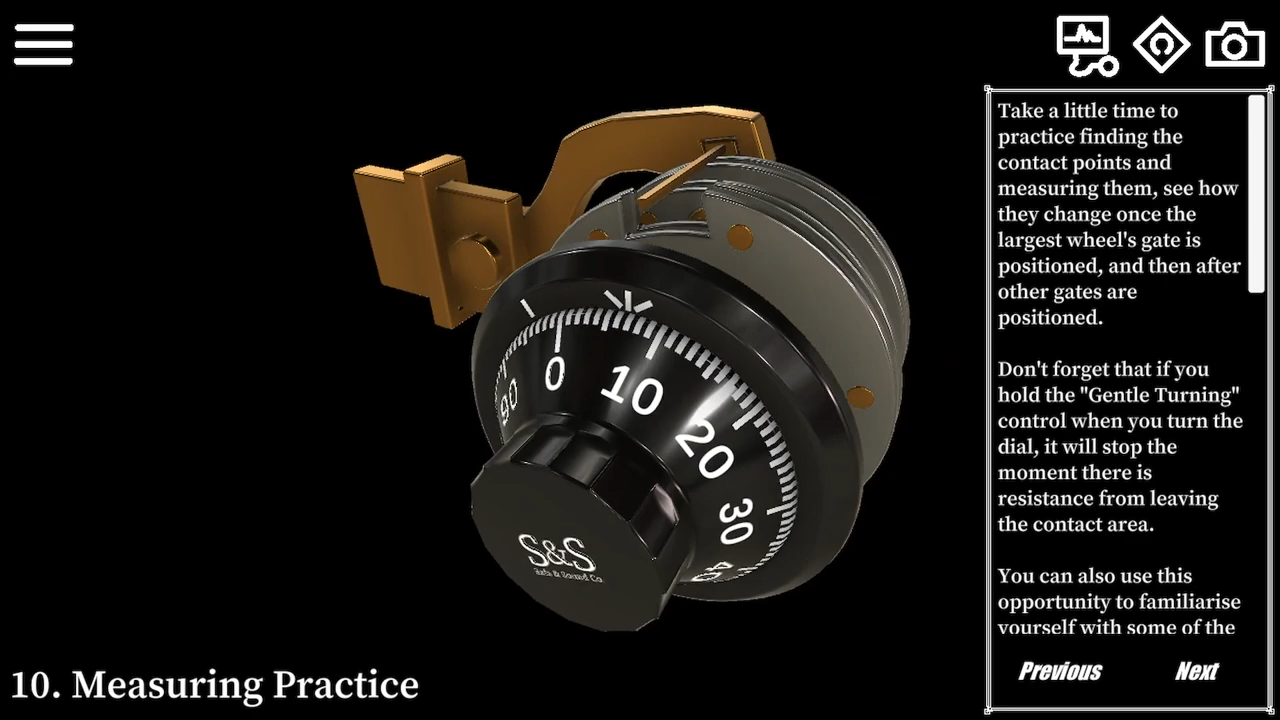 Take a little time to
practice finding the
contact points and
measuring them, see how
they change once the
largest wheel's gate is
positioned, and then after
other gates are
positioned.
Don't forget that if you
hold the "Gentle Turning"
control when you turn the
dial, it will stop the
moment there is
resistance from leaving
the contact area.
You can also use this
opportunity to familiarise
yourself with some of the
Previous Next
90 0 10 20 30 40
S&S
Safe & Sound Co.
10. Measuring Practice